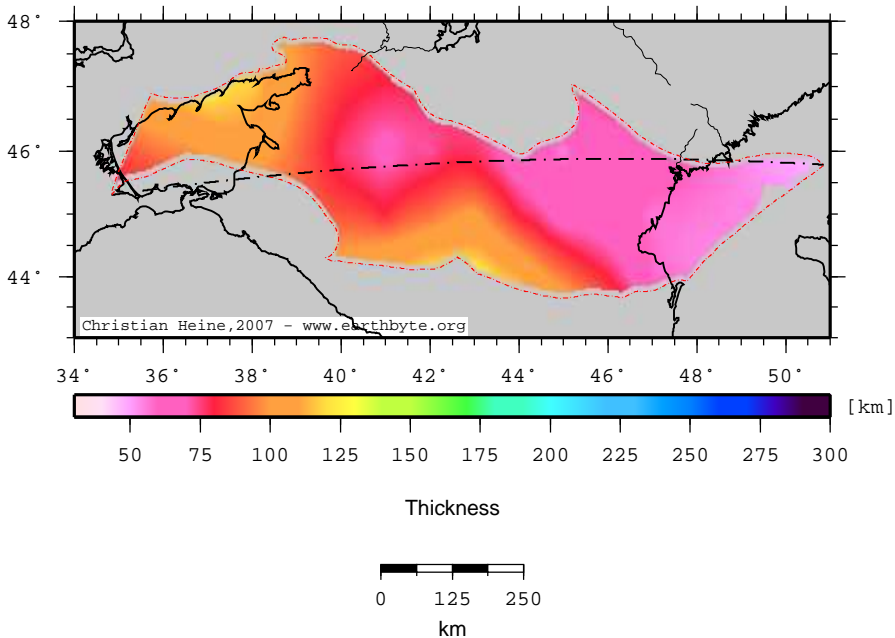 48°
46°
44°
Christian Heine,2007 - www.earthbyte.org
34° 36° 38° 40° 42° 44° 46° 48° 50°
[km]
50 75 100 125 150 175 200 225 250 275 300
Thickness
0 125 250
km